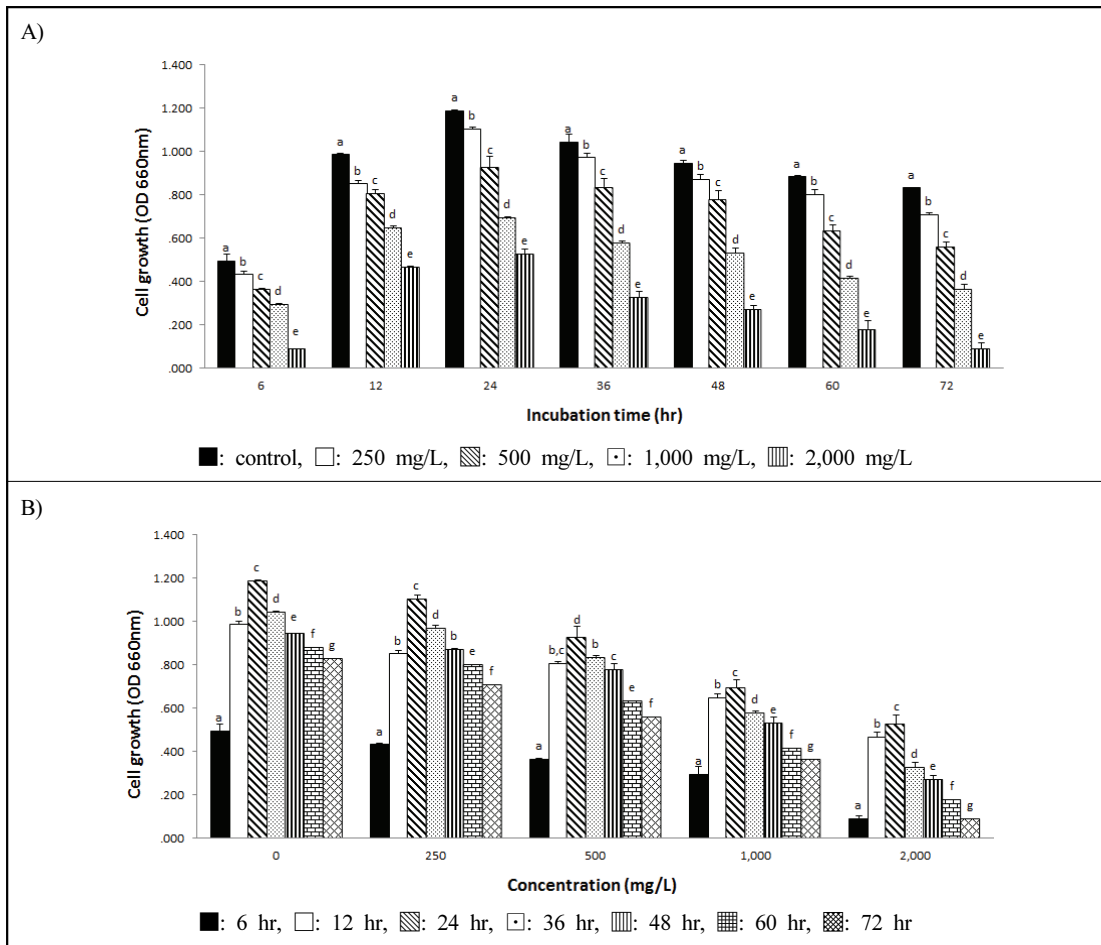 A)
1.400
1.200
1.000
.800
.600
.400
.200
.000
Cell growth (OD 660nm)
a b c d e
a b c d e
a b c d e
a b c d e
a b c d e
a b c d e
a b c d e
6 12 24 36 48 60 72
Incubation time (hr)
: control, : 250 mg/L, : 500 mg/L, : 1,000 mg/L, : 2,000 mg/L
B)
1.400
1.200
1.000
.800
.600
.400
.200
.000
Cell growth (OD 660nm)
a b c d e f g
a b c d b e f
a b,c d b c e f
a b c d e f g
a b c d e f g
0 250 500 1,000 2,000
Concentration (mg/L)
: 6 hr, : 12 hr, : 24 hr, : 36 hr, : 48 hr, : 60 hr, : 72 hr